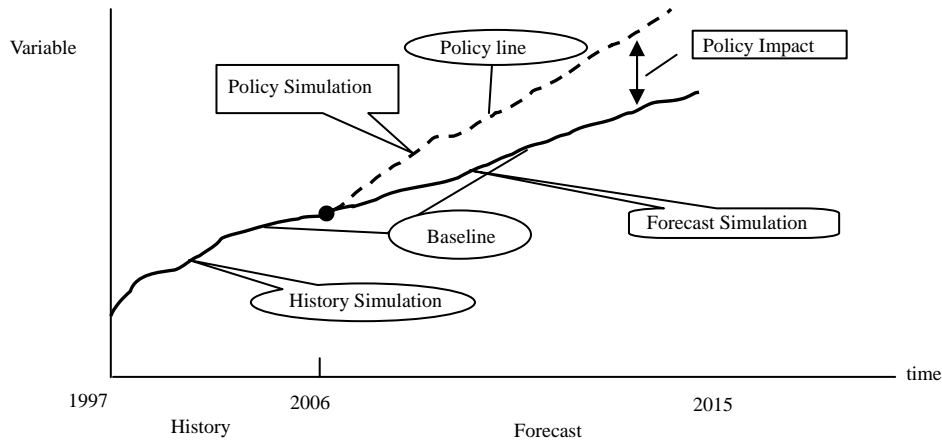 Variable
Policy line
Policy Impact
Policy Simulation
Forecast Simulation
Baseline
History Simulation
time
1997
2006
2015
History
Forecast